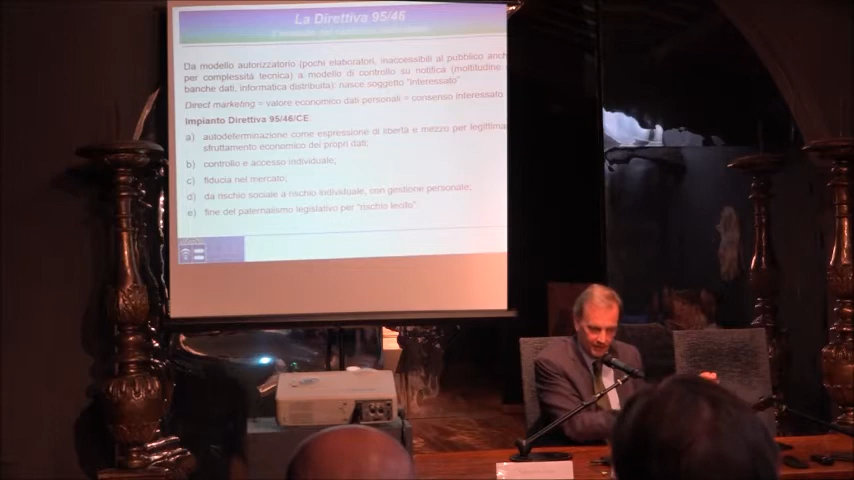 La Direttiva 95/46
Da modello autorizzatorio (pochi elaboratori, inaccessibili al pubblico anch
per complessità tecnica) a modello di controllo su notifica (moltitudine
banche dati, informatica distribuita): nasce soggetto "interessato"
Direct marketing = valore economico dati personali = consenso interessato
Impianto Direttiva 95/46/CE:
a) autodeterminazione come espressione di libertà e mezzo per legittima
sfruttamento economico dei propri dati;
b) controllo e accesso individuale;
c) fiducia nel mercato;
d) da rischio sociale a rischio individuale, con gestione personale;
e) fine del paternalismo legislativo per "rischio lecito".